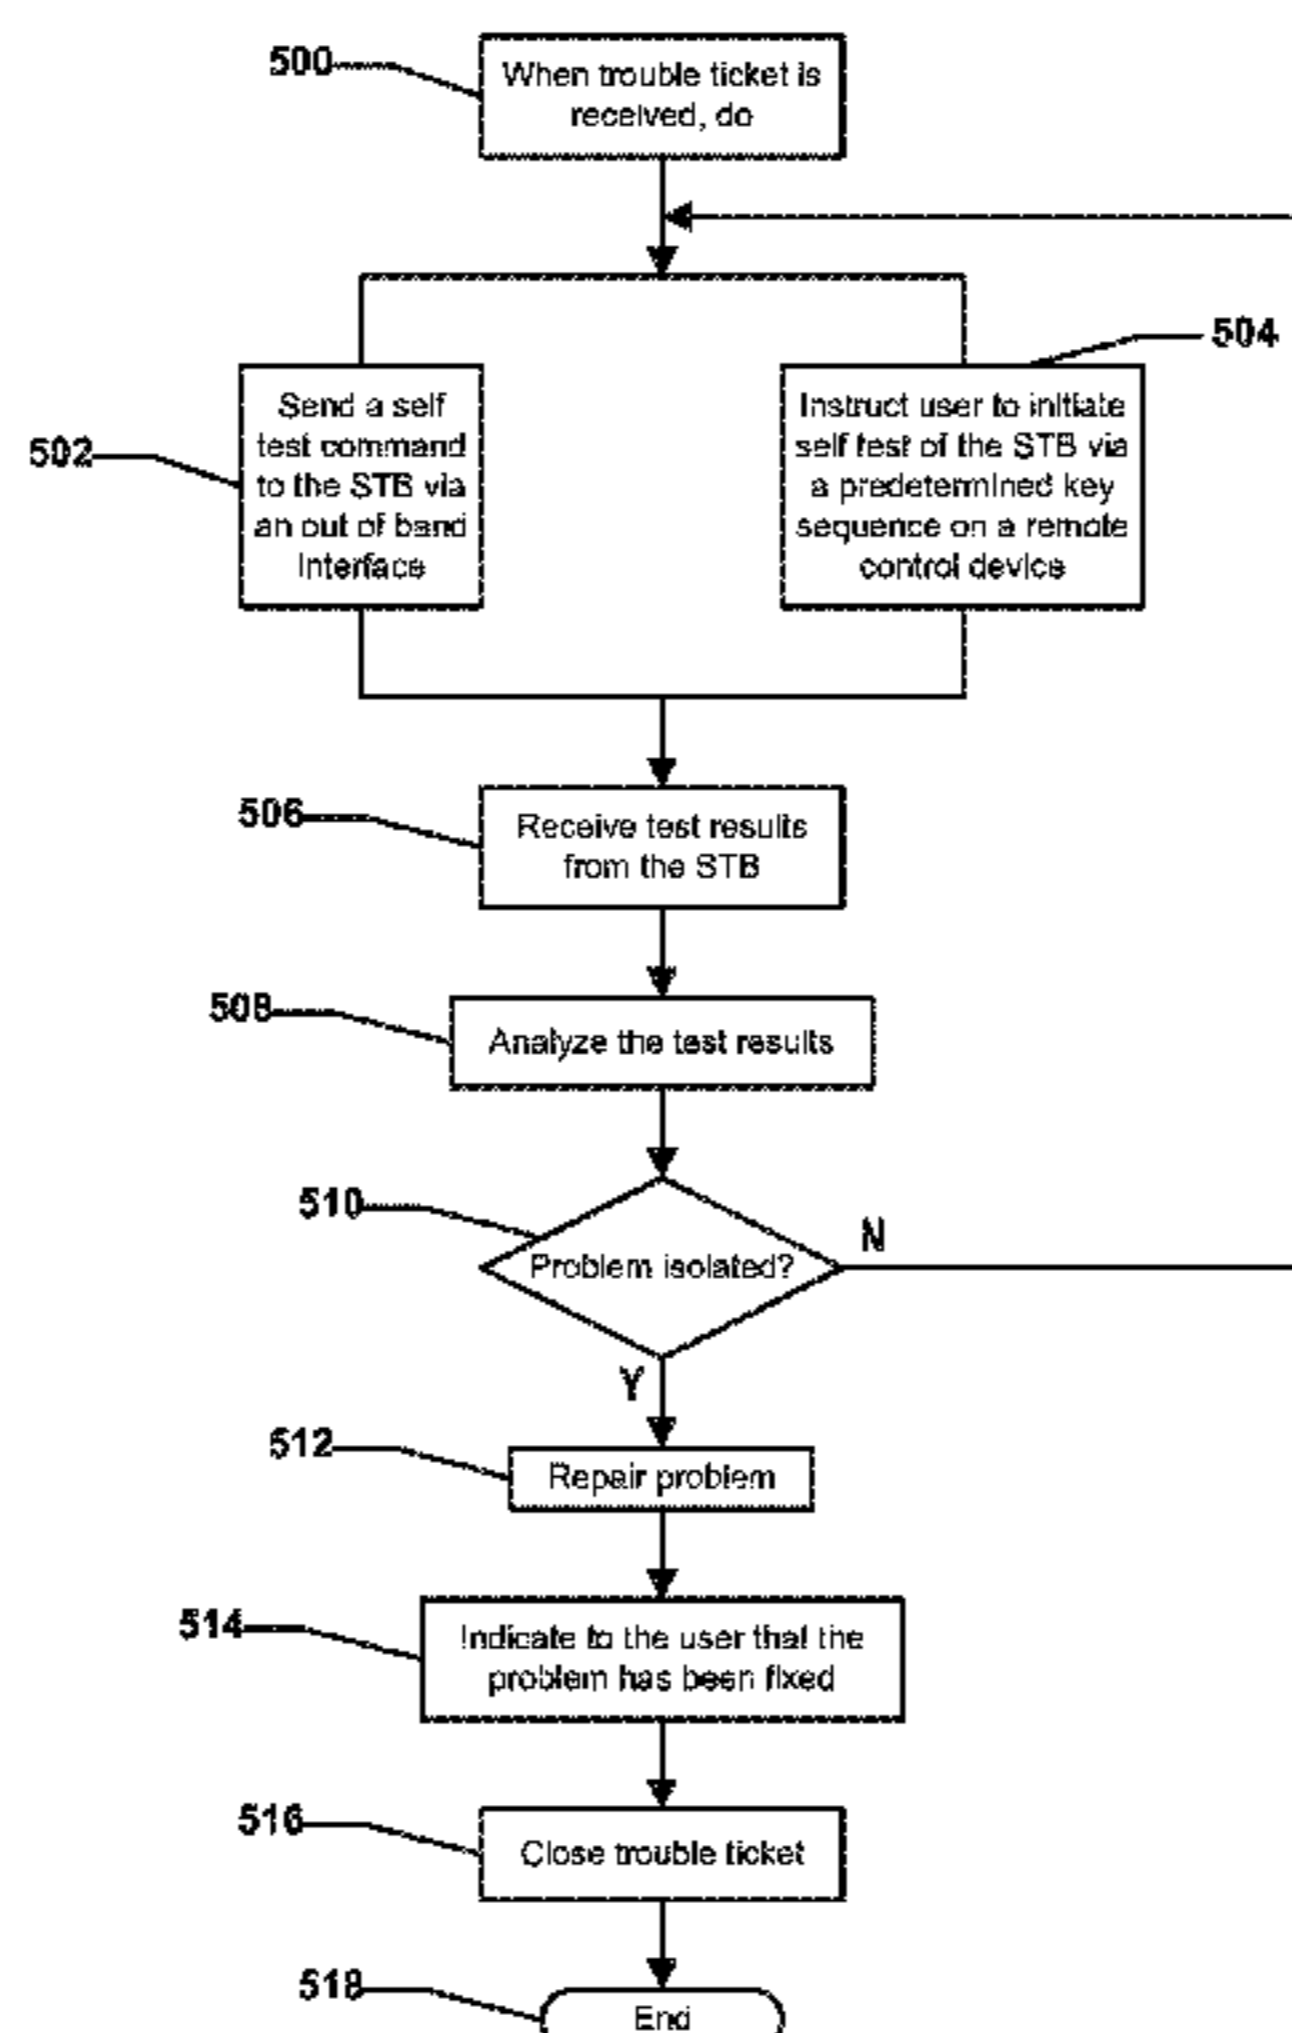 500
When trouble ticket is
received, do
504
502
Send a self
test command
to the STB via
an out of band
Interface
Instruct user to initiate
self test of the STB via
a predetermined key
sequence on a remote
control device
506
Receive test results
from the STB
508
Analyze the test results
510
Problem isolated?
N
Y
512
Repair problem
514
Indicate to the user that the
problem has been fixed
516
Close trouble ticket
518
End